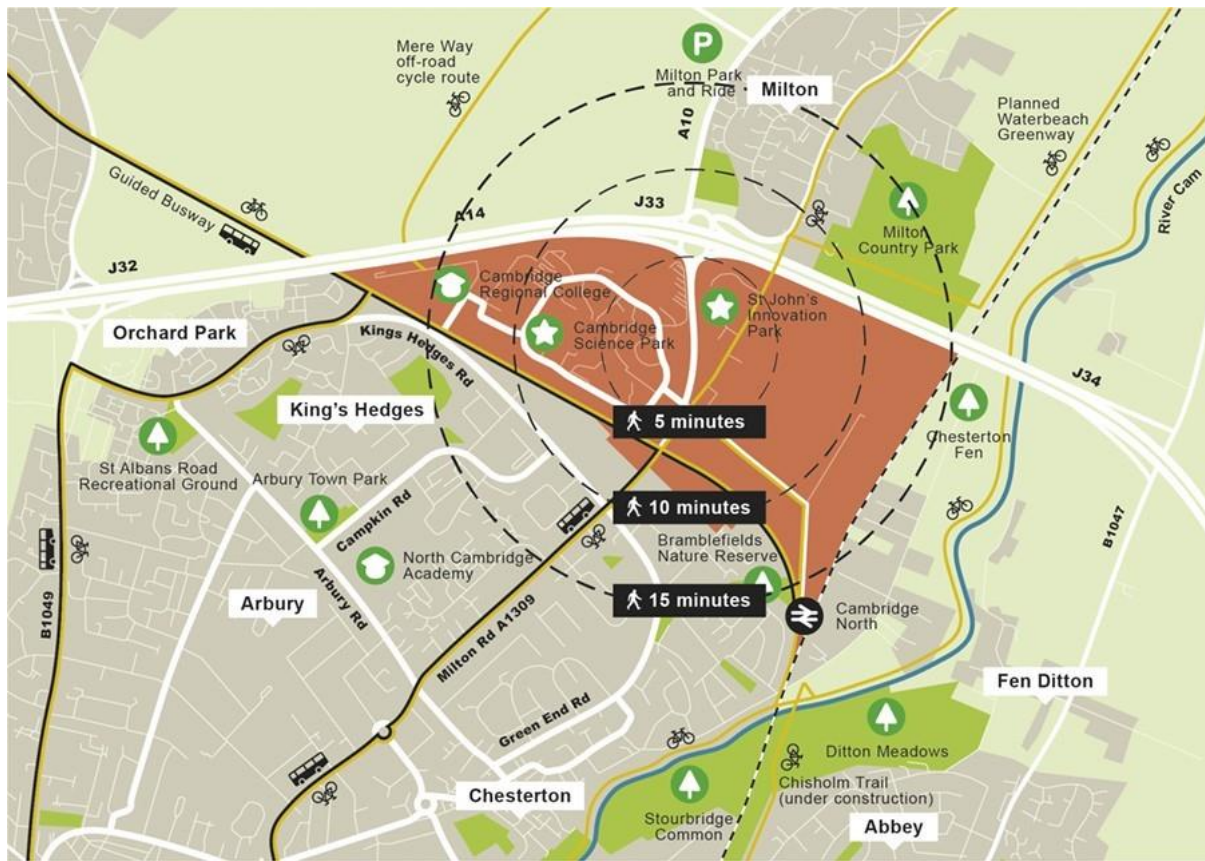 Mere Way
off-road
cycle route
P
Milton Park
and Ride
Milton
A10
Planned
Waterbeach
Greenway
River Cam
Guided Busway
A14
J33
J32
Milton
Country Park
Cambridge
Regional College
St John's
Innovation
Park
Cambridge
Science Park
Orchard Park
Kings Hedges Rd
J34
King's Hedges
5 minutes
Chesterton
Fen
St Albans Road
Recreational Ground
Arbury Town Park
Campkin Rd
10 minutes
Bramblefields
Nature Reserve
B1047
North Cambridge
Academy
B1049
Arbury
Arbury Rd
15 minutes
Cambridge
North
Milton Rd A1309
Fen Ditton
Green End Rd
Ditton Meadows
Chisholm Trail
(under construction)
Chesterton
Stourbridge
Common
Abbey